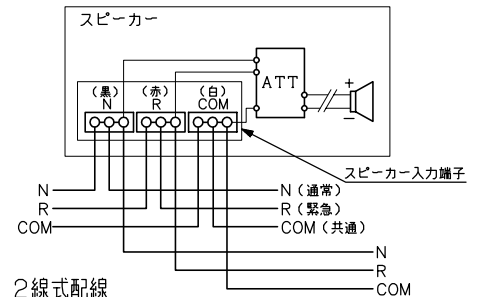 スピーカー
ATT
(黒) (赤) (白)
N R COM
+
-
スピーカー入力端子
N N(通常)
R R(緊急)
COM COM(共通)
N
R
COM
2線式配線